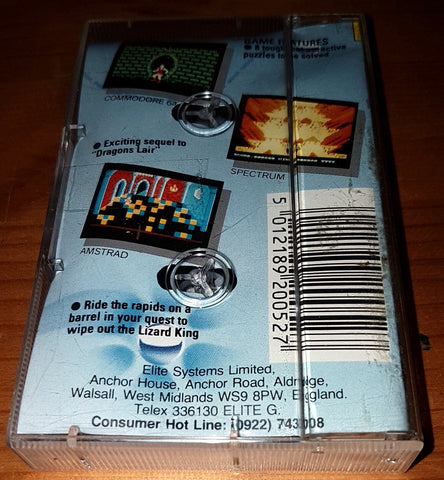 GAME FEATURES
● 8 tough interactive
puzzles to be solved
COMMODORE 64
● Exciting sequel to
"Dragons Lair"
SPECTRUM
AMSTRAD
● Ride the rapids on a
barrel in your quest to
wipe out the Lizard King
5 012189 200527
Elite Systems Limited,
Anchor House, Anchor Road, Aldridge,
Walsall, West Midlands WS9 8PW, England.
Telex 336130 ELITE G.
Consumer Hot Line: (0922) 743408